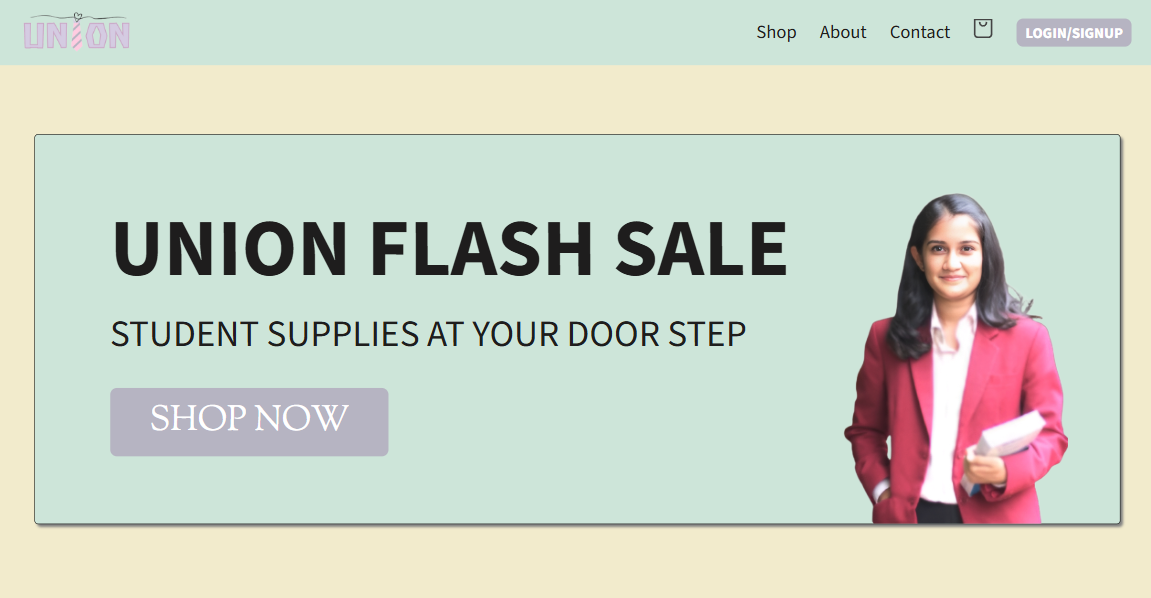 UNION
Shop
About
Contact
LOGIN/SIGNUP
UNION FLASH SALE
STUDENT SUPPLIES AT YOUR DOOR STEP
SHOP NOW